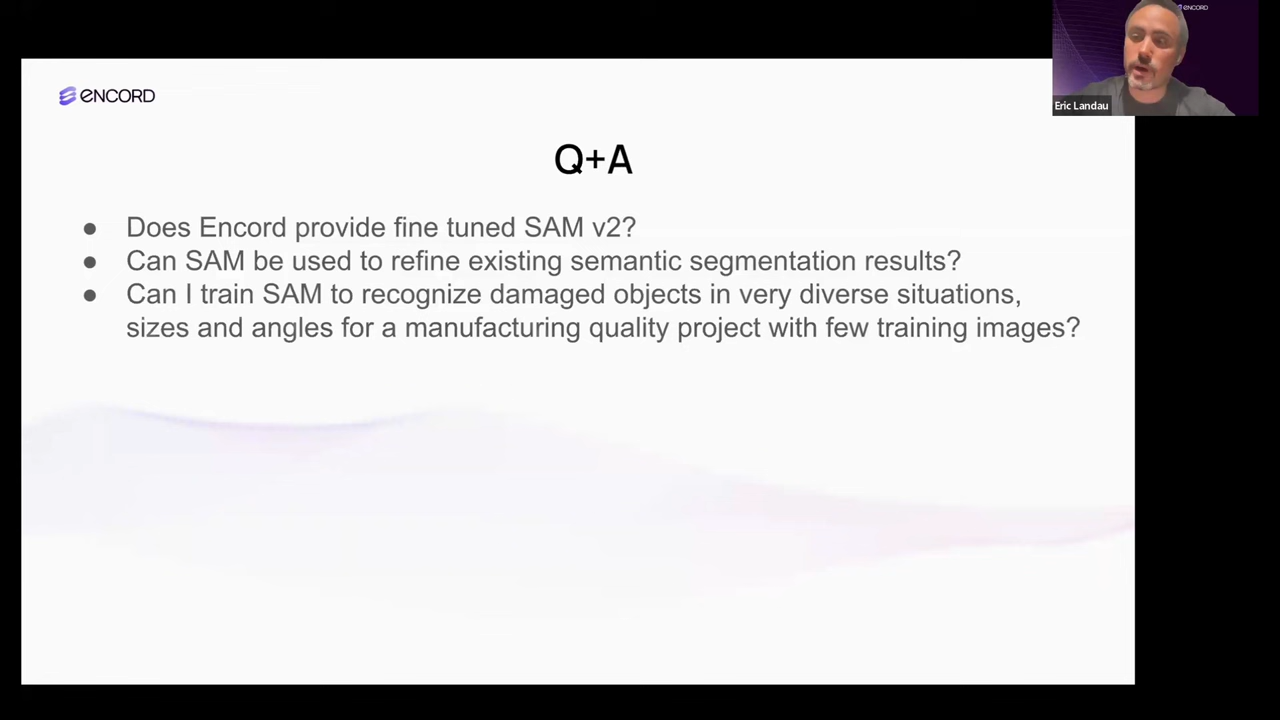 ENCORD
Eric Landau
ENCORD
Q+A
● Does Encord provide fine tuned SAM v2?
● Can SAM be used to refine existing semantic segmentation results?
● Can I train SAM to recognize damaged objects in very diverse situations,
sizes and angles for a manufacturing quality project with few training images?